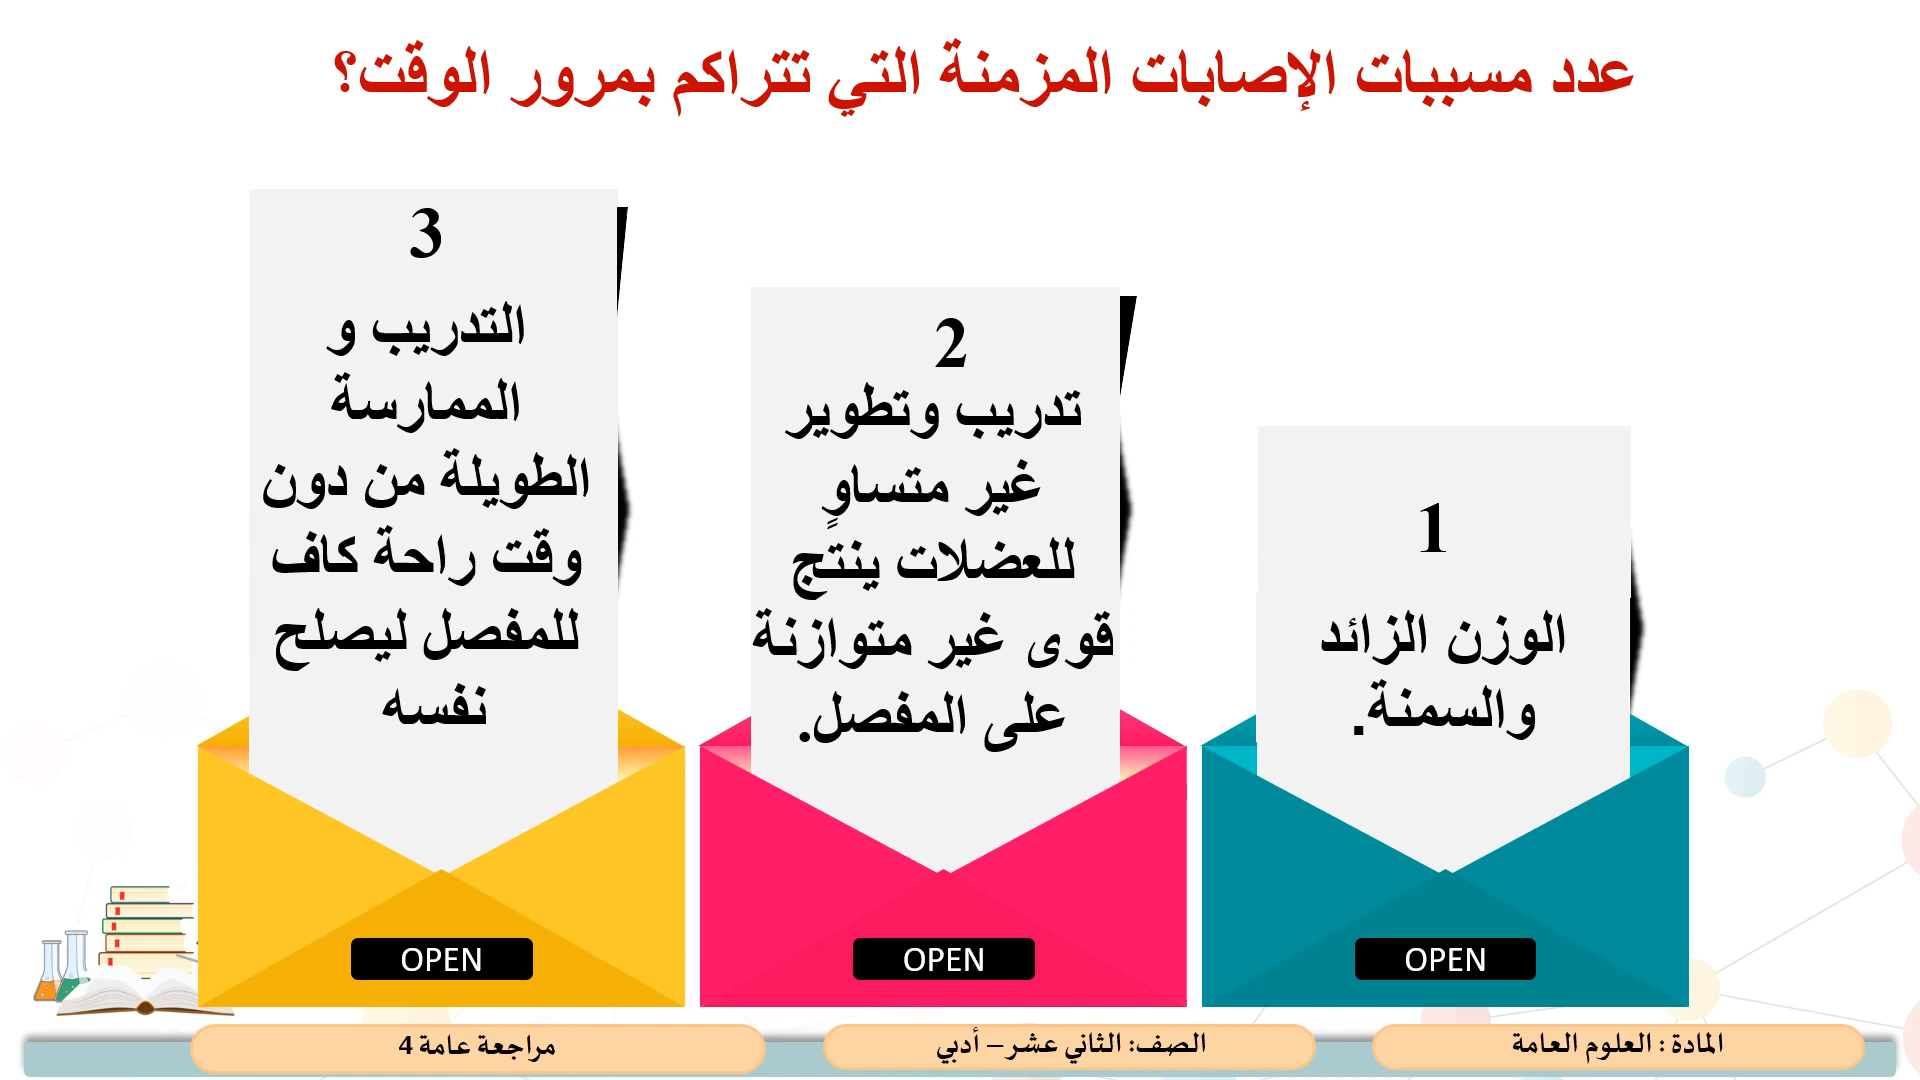 عدد مسببات الإصابات المزمنة التي تتراكم بمرور الوقت؟
1
الوزن الزائد
والسمنة.
OPEN
2
تدريب وتطوير
غير متساوٍ
للعضلات ينتج
قوى غير متوازنة
على المفصل.
OPEN
3
التدريب و
الممارسة
الطويلة من دون
وقت راحة كاف
للمفصل ليصلح
نفسه
OPEN
المادة : العلوم العامة
الصف: الثاني عشر – أدبي
مراجعة عامة 4